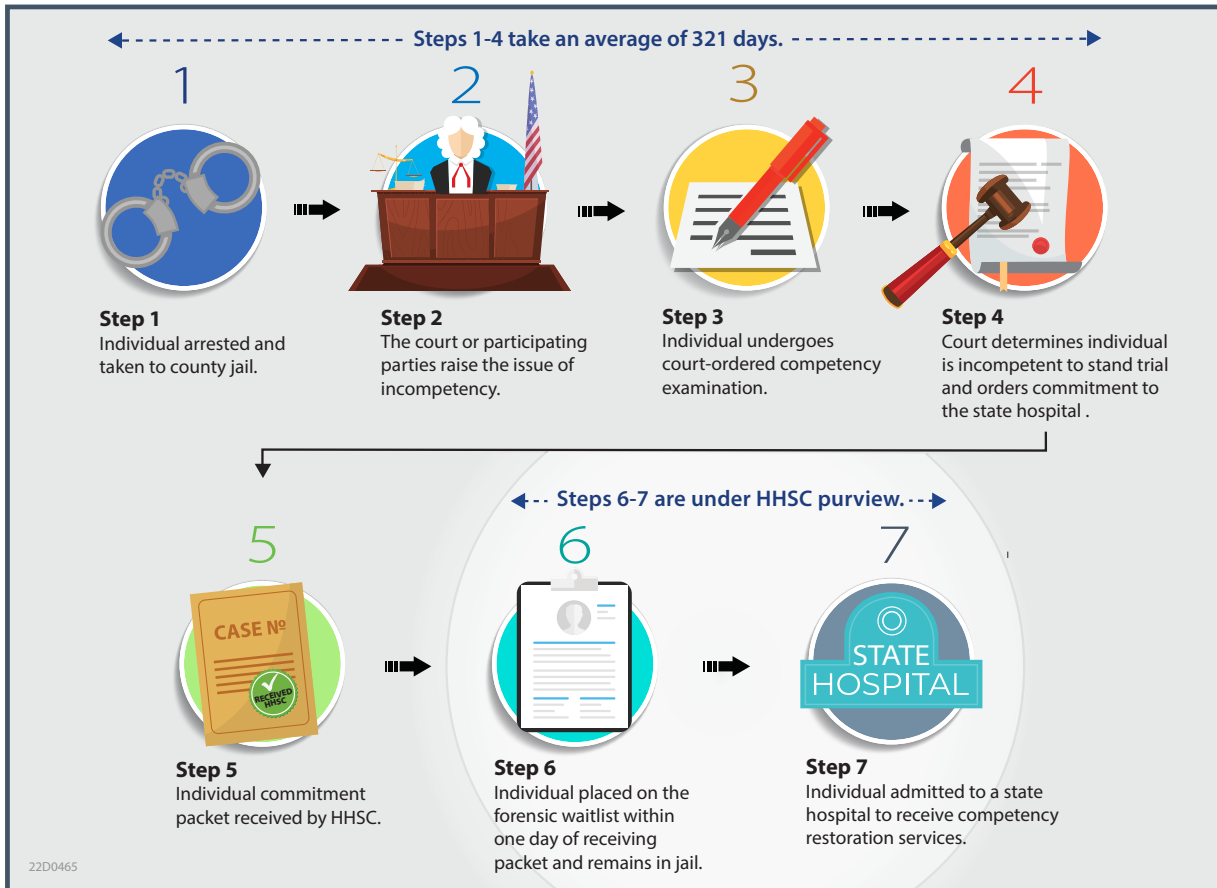 Steps 1-4 take an average of 321 days.
1
2
3
4
Step 1
Individual arrested and
taken to county jail.
Step 2
The court or participating
parties raise the issue of
incompetency.
Step 3
Individual undergoes
court-ordered competency
examination.
Step 4
Court determines individual
is incompetent to stand trial
and orders commitment to
the state hospital .
Steps 6-7 are under HHSC purview.
5
6
7
CASE Nº
RECEIVED
HHSC
STATE
HOSPITAL
Step 5
Individual commitment
packet received by HHSC.
Step 6
Individual placed on the
forensic waitlist within
one day of receiving
packet and remains in jail.
Step 7
Individual admitted to a state
hospital to receive competency
restoration services.
22D0465